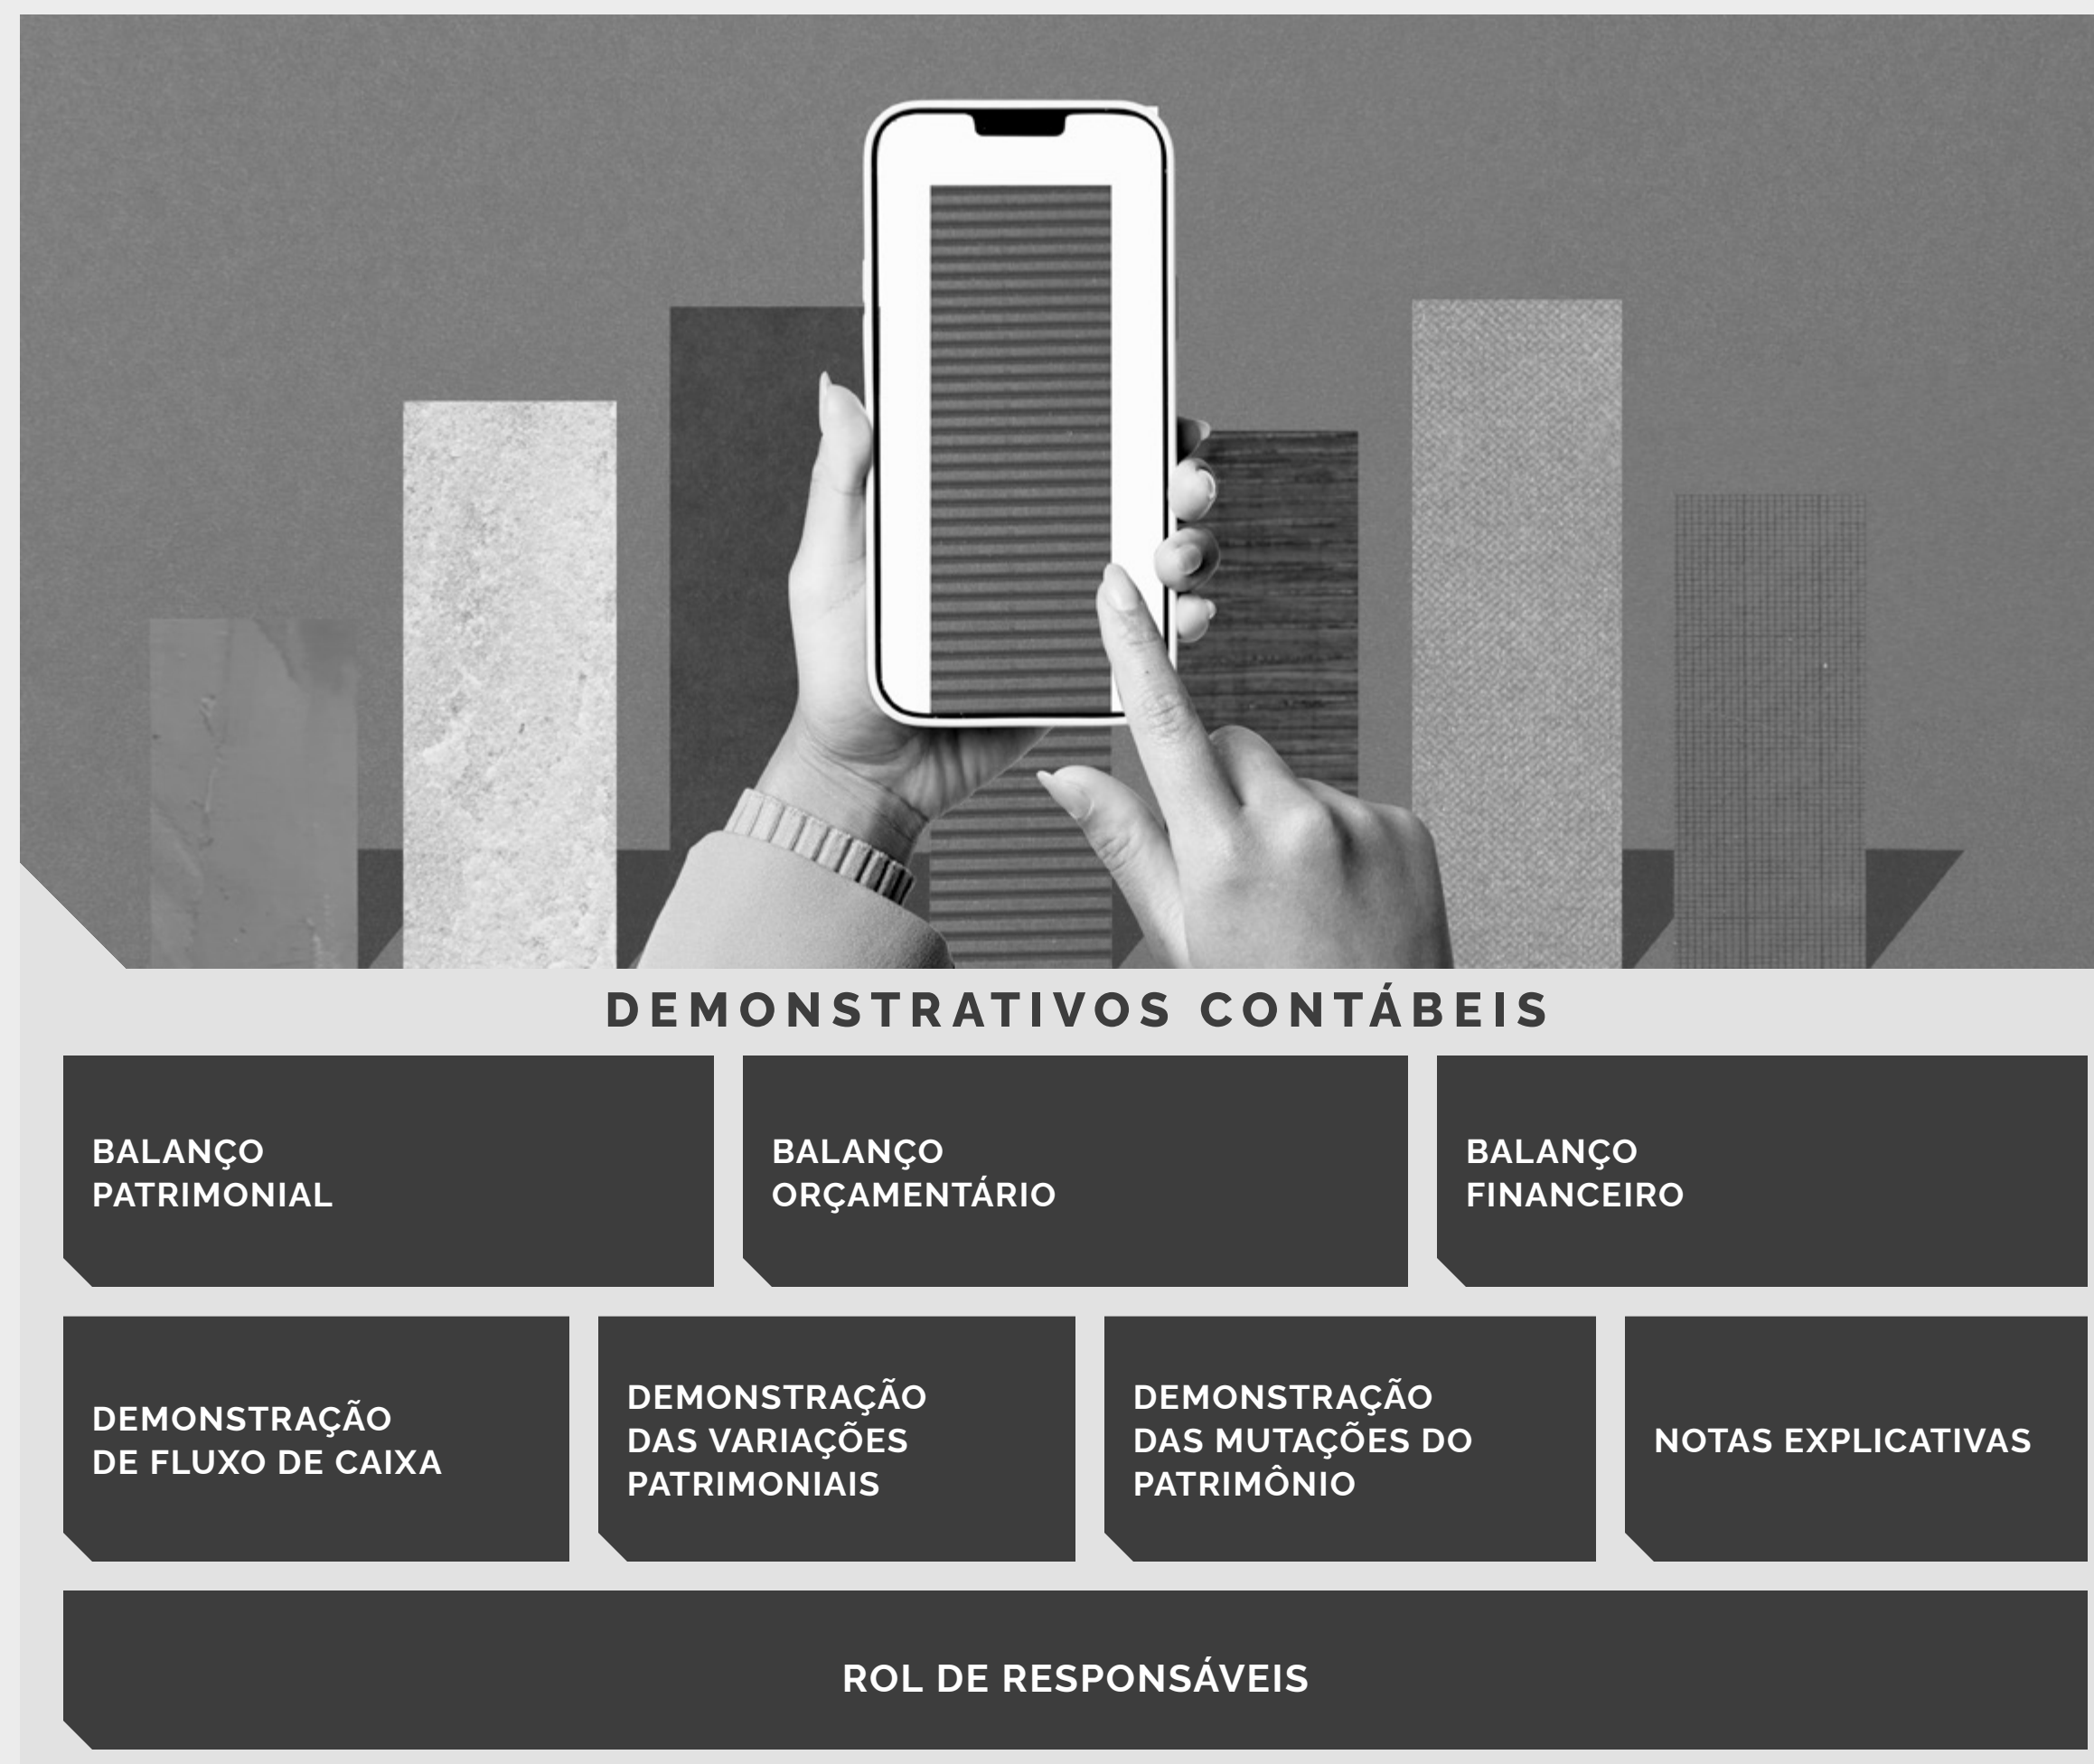 DEMONSTRATIVOS CONTÁBEIS
BALANÇO
PATRIMONIAL
BALANÇO
ORÇAMENTÁRIO
BALANÇO
FINANCEIRO
DEMONSTRAÇÃO
DE FLUXO DE CAIXA
DEMONSTRAÇÃO
DAS VARIAÇÕES
PATRIMONIAIS
DEMONSTRAÇÃO
DAS MUTAÇÕES DO
PATRIMÔNIO
NOTAS EXPLICATIVAS
ROL DE RESPONSÁVEIS